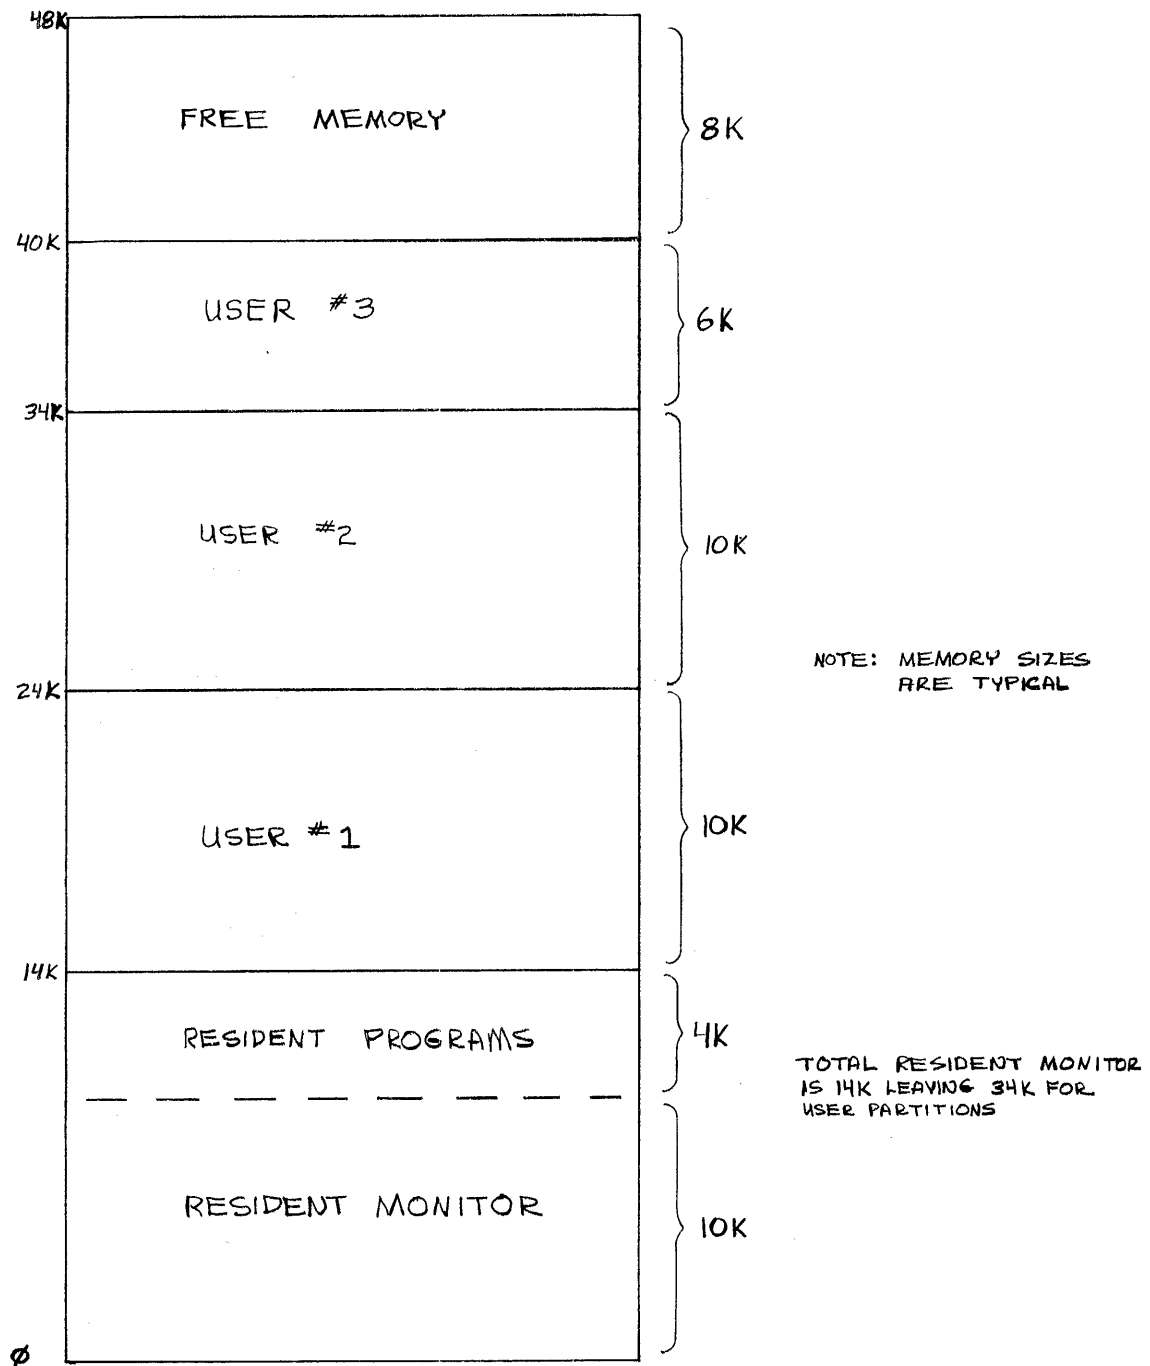 48K
FREE MEMORY
8K
40K
USER #3
6K
34K
USER #2
10K
NOTE: MEMORY SIZES
ARE TYPICAL
24K
USER #1
10K
14K
RESIDENT PROGRAMS
4K
TOTAL RESIDENT MONITOR
IS 14K LEAVING 34K FOR
USER PARTITIONS
RESIDENT MONITOR
10K
Ø